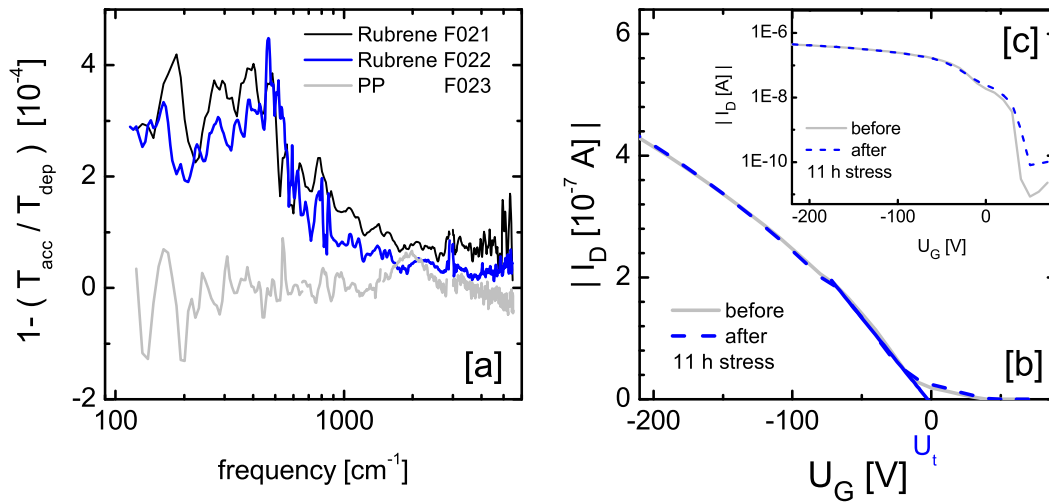 1- ( T_acc / T_dep ) [10^-4]
4
2
0
-2
100
1000
frequency [cm^-1]
Rubrene F021
Rubrene F022
PP F023
[a]
| I_D [10^-7 A] |
6
4
2
0
-200
-100
0
U_t
U_G [V]
before
after
11 h stress
[b]
[c]
| I_D [A] |
1E-6
1E-8
1E-10
-200
-100
0
U_G [V]
before
after
11 h stress